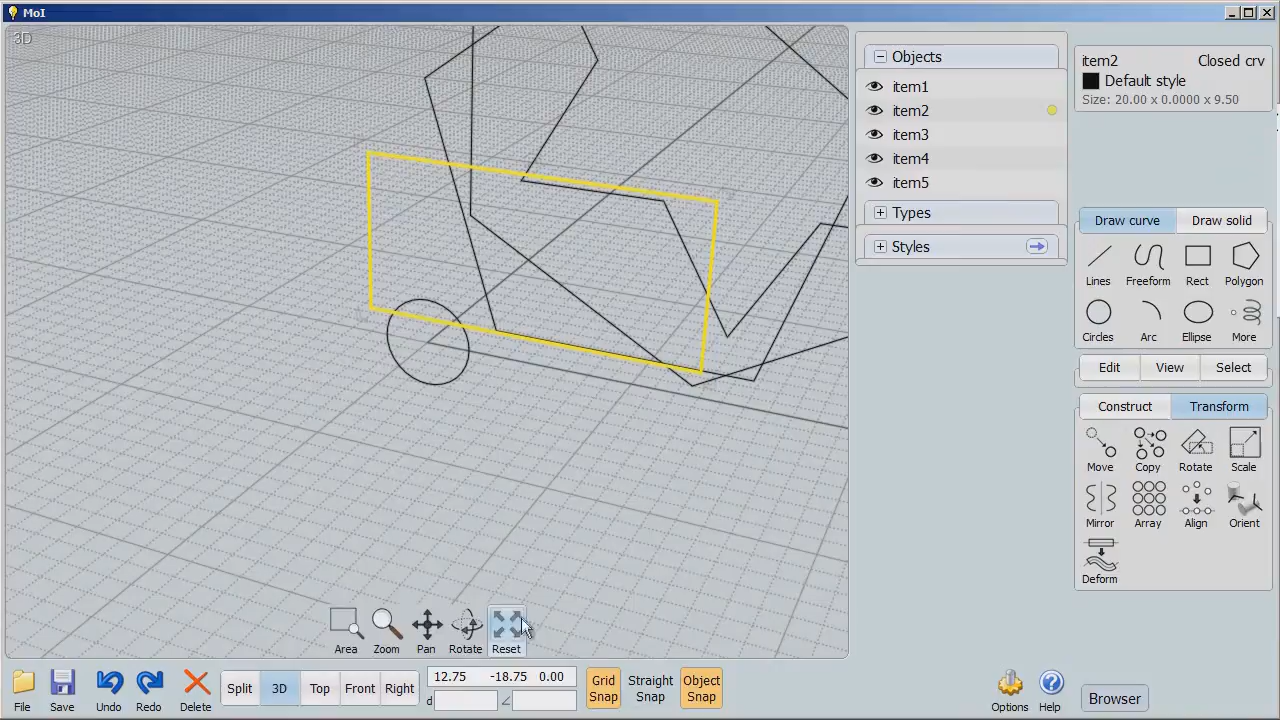 MoI
3D
Objects
item1
item2
item3
item4
item5
Types
Styles
item2 Closed crv
Default style
Size: 20.00 x 0.0000 x 9.50
Draw curve Draw solid
Lines Freeform Rect Polygon
Circles Arc Ellipse More
Edit View Select
Construct Transform
Move Copy Rotate Scale
Mirror Array Align Orient
Deform
Area Zoom Pan Rotate Reset
File Save Undo Redo Delete
Split 3D Top Front Right
12.75 -18.75 0.00
d
Grid Snap
Straight Snap
Object Snap
Options Help
Browser